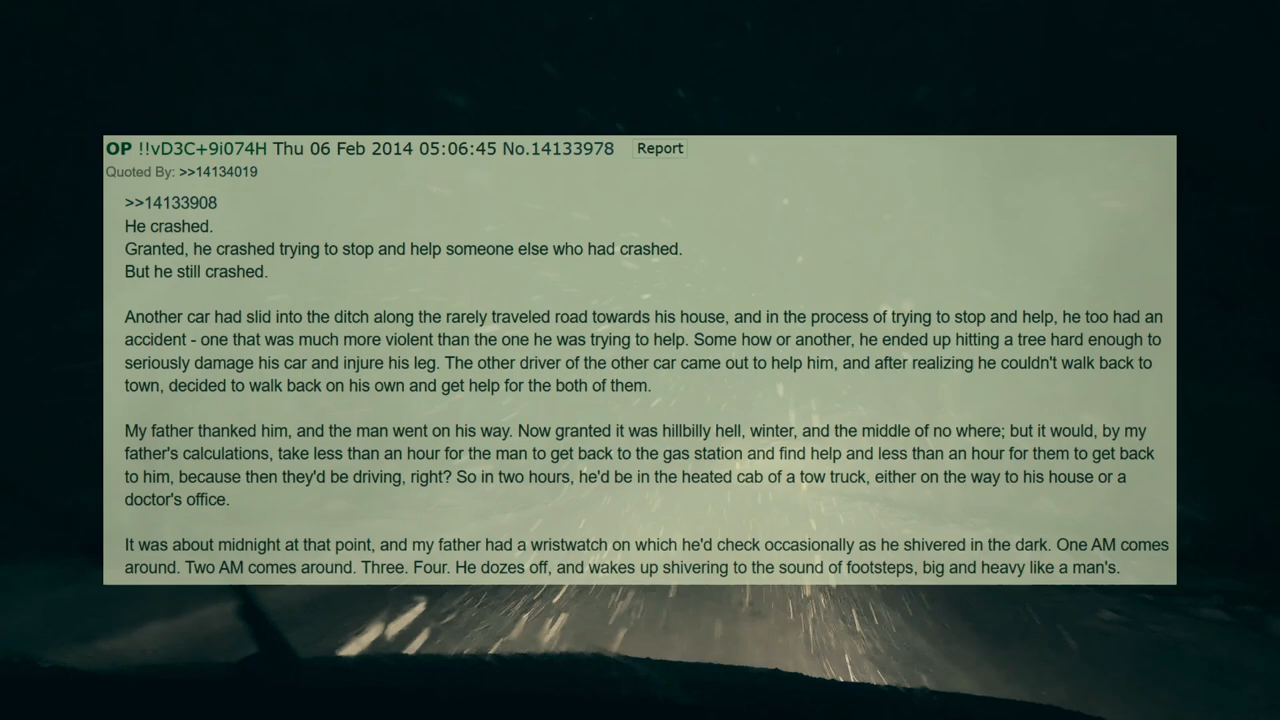 OP !!vD3C+9i074H Thu 06 Feb 2014 05:06:45 No.14133978 Report
Quoted By: >>14134019
>>14133908
He crashed.
Granted, he crashed trying to stop and help someone else who had crashed.
But he still crashed.
Another car had slid into the ditch along the rarely traveled road towards his house, and in the process of trying to stop and help, he too had an
accident - one that was much more violent than the one he was trying to help. Some how or another, he ended up hitting a tree hard enough to
seriously damage his car and injure his leg. The other driver of the other car came out to help him, and after realizing he couldn't walk back to
town, decided to walk back on his own and get help for the both of them.
My father thanked him, and the man went on his way. Now granted it was hillbilly hell, winter, and the middle of no where; but it would, by my
father's calculations, take less than an hour for the man to get back to the gas station and find help and less than an hour for them to get back
to him, because then they'd be driving, right? So in two hours, he'd be in the heated cab of a tow truck, either on the way to his house or a
doctor's office.
It was about midnight at that point, and my father had a wristwatch on which he'd check occasionally as he shivered in the dark. One AM comes
around. Two AM comes around. Three. Four. He dozes off, and wakes up shivering to the sound of footsteps, big and heavy like a man's.